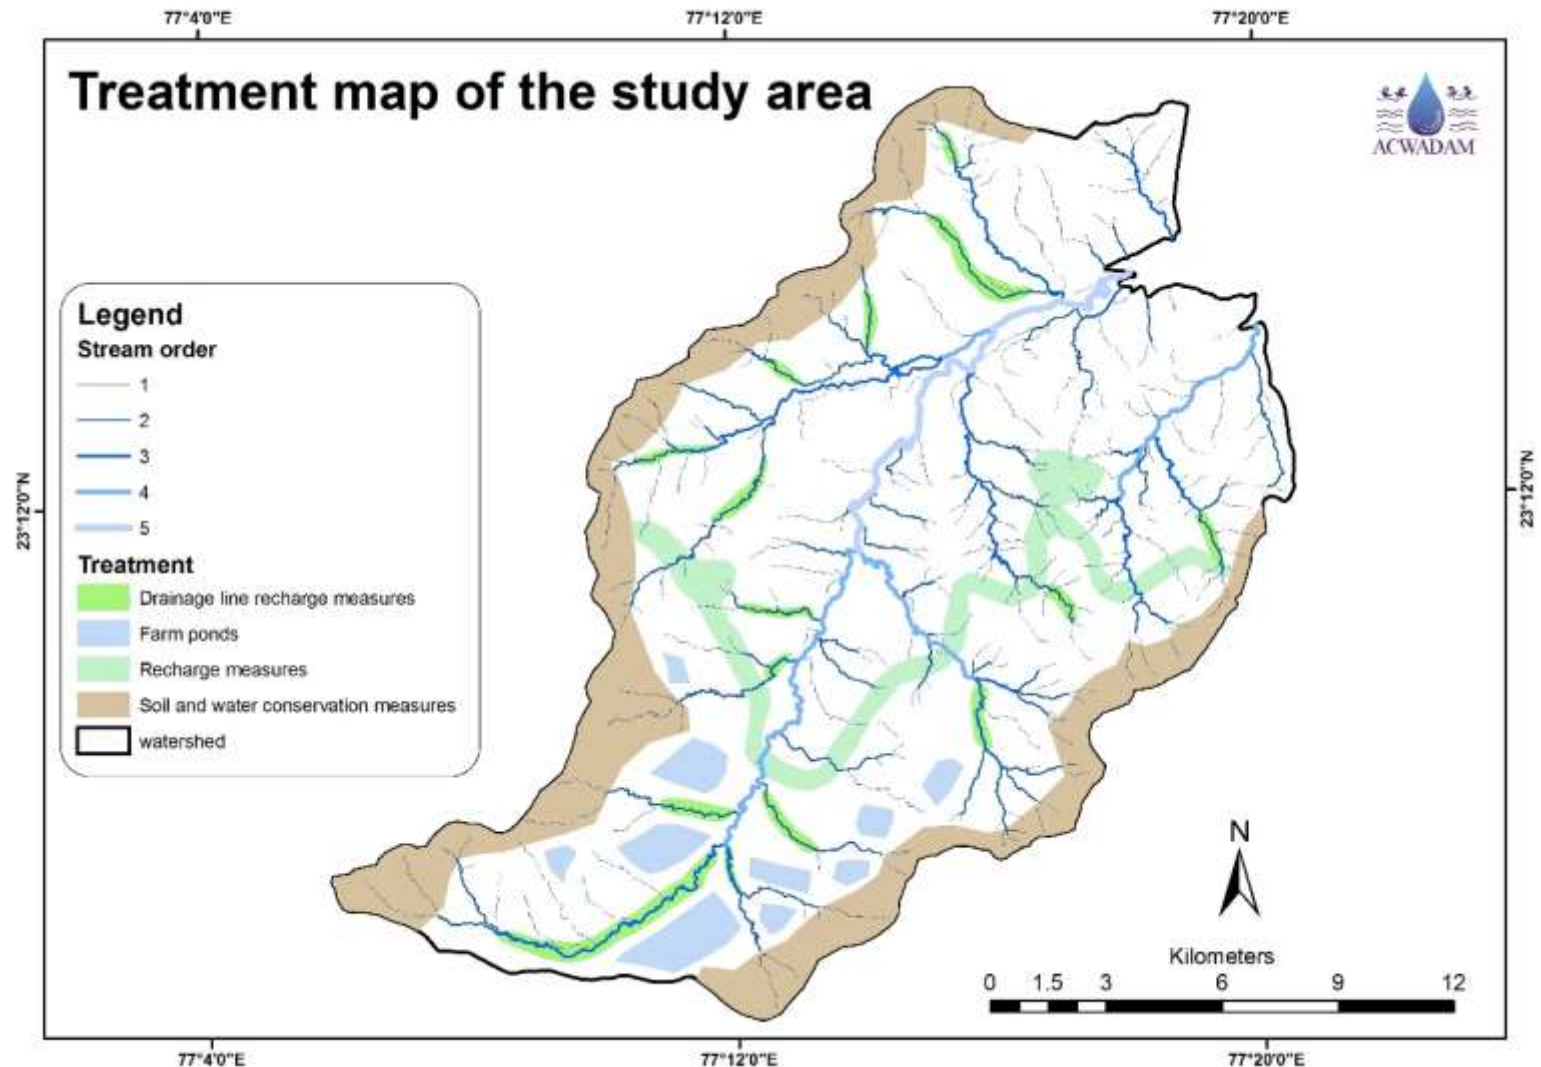 77°4'0"E 77°12'0"E 77°20'0"E
Treatment map of the study area
ACWADAM
Legend
Stream order
1
2
3
4
5
Treatment
Drainage line recharge measures
Farm ponds
Recharge measures
Soil and water conservation measures
watershed
23°12'0"N
23°12'0"N
N
Kilometers
0 1.5 3 6 9 12
77°4'0"E 77°12'0"E 77°20'0"E